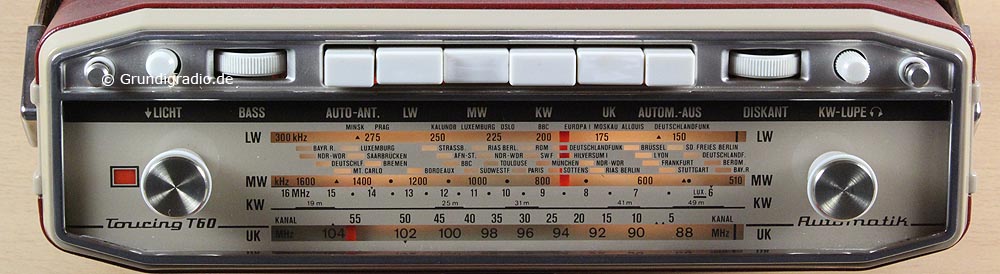 © Grundigradio.de
LICHT BASS AUTO-ANT. LW MW KW UK AUTOM.-AUS DISKANT KW-LUPE
MINSK PRAG KALUNDB LUXEMBURG OSLO BBC EUROPA I MOSKAU ALLOUIS DEUTSCHLANDFUNK
LW 300 kHz 275 250 225 200 175 150 LW
BAYR.R. LUXEMBURG STRASSB. RIAS BERL. ROM DEUTSCHLANDFUNK BRÜSSEL SD. FREIES BERLIN
NDR-WDR SAARBRÜCKEN AFN-ST. NDR-WDR SWF HILVERSUM I LYON DEUTSCHLANDF.
DEUTSCHLF BREMEN BBC TOULOUSE MÜNCHEN NDR-WDR FRANKFURT BEROM.
MT. CARLO BORDEAUX SÜDWESTF PARIS SOTTENS RIAS BERLIN STUTTGART BAY.R
MW kHz 1600 1400 1200 1000 800 600 510 MW
16 MHz 15 14 13 12 11 10 9 8 7 LUX. 6
KW 19m 25m 31m 41m 49m KW
KANAL 55 50 45 40 35 30 25 20 15 10 5 KANAL
Touring T60 Automatik
UK MHz 104 102 100 98 96 94 92 90 88 MHz UK